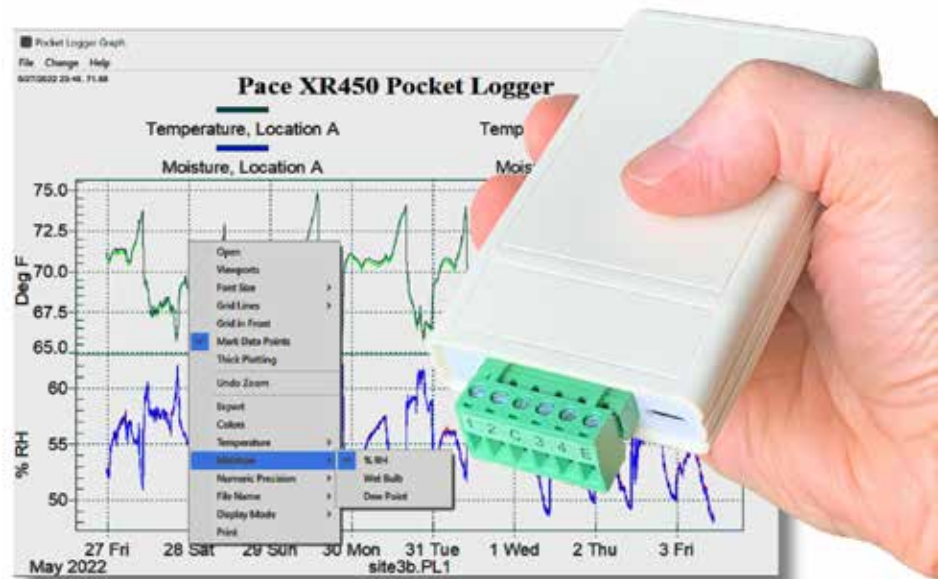 Pocket Logger Graph
File Change Help
Pace XR450 Pocket Logger
Temperature, Location A
Temp
Moisture, Location A
Mois
75.0
72.5
70.0
67.5
65.0
Deg F
60
55
50
% RH
Open
Viewports
Font Size
Grid Lines
Grid in Front
Mark Data Points
Thick Plotting
Undo Zoom
Export
Colors
Temperature
Moisture
Numeric Precision
File Name
Display Mode
Print
% RH
Wet Bulb
Dew Point
27 Fri 28 Sat 29 Sun 30 Mon 31 Tue 1 Wed 2 Thu 3 Fri
May 2022
site3b.PL1
1 2 C 3 4 E